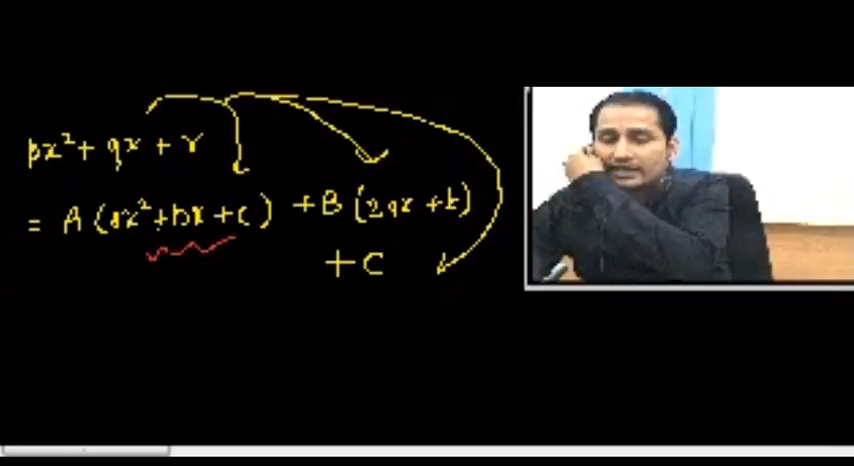 px² + qx + r
= A (ax² + bx + c) + B (2ax + b)
+ C